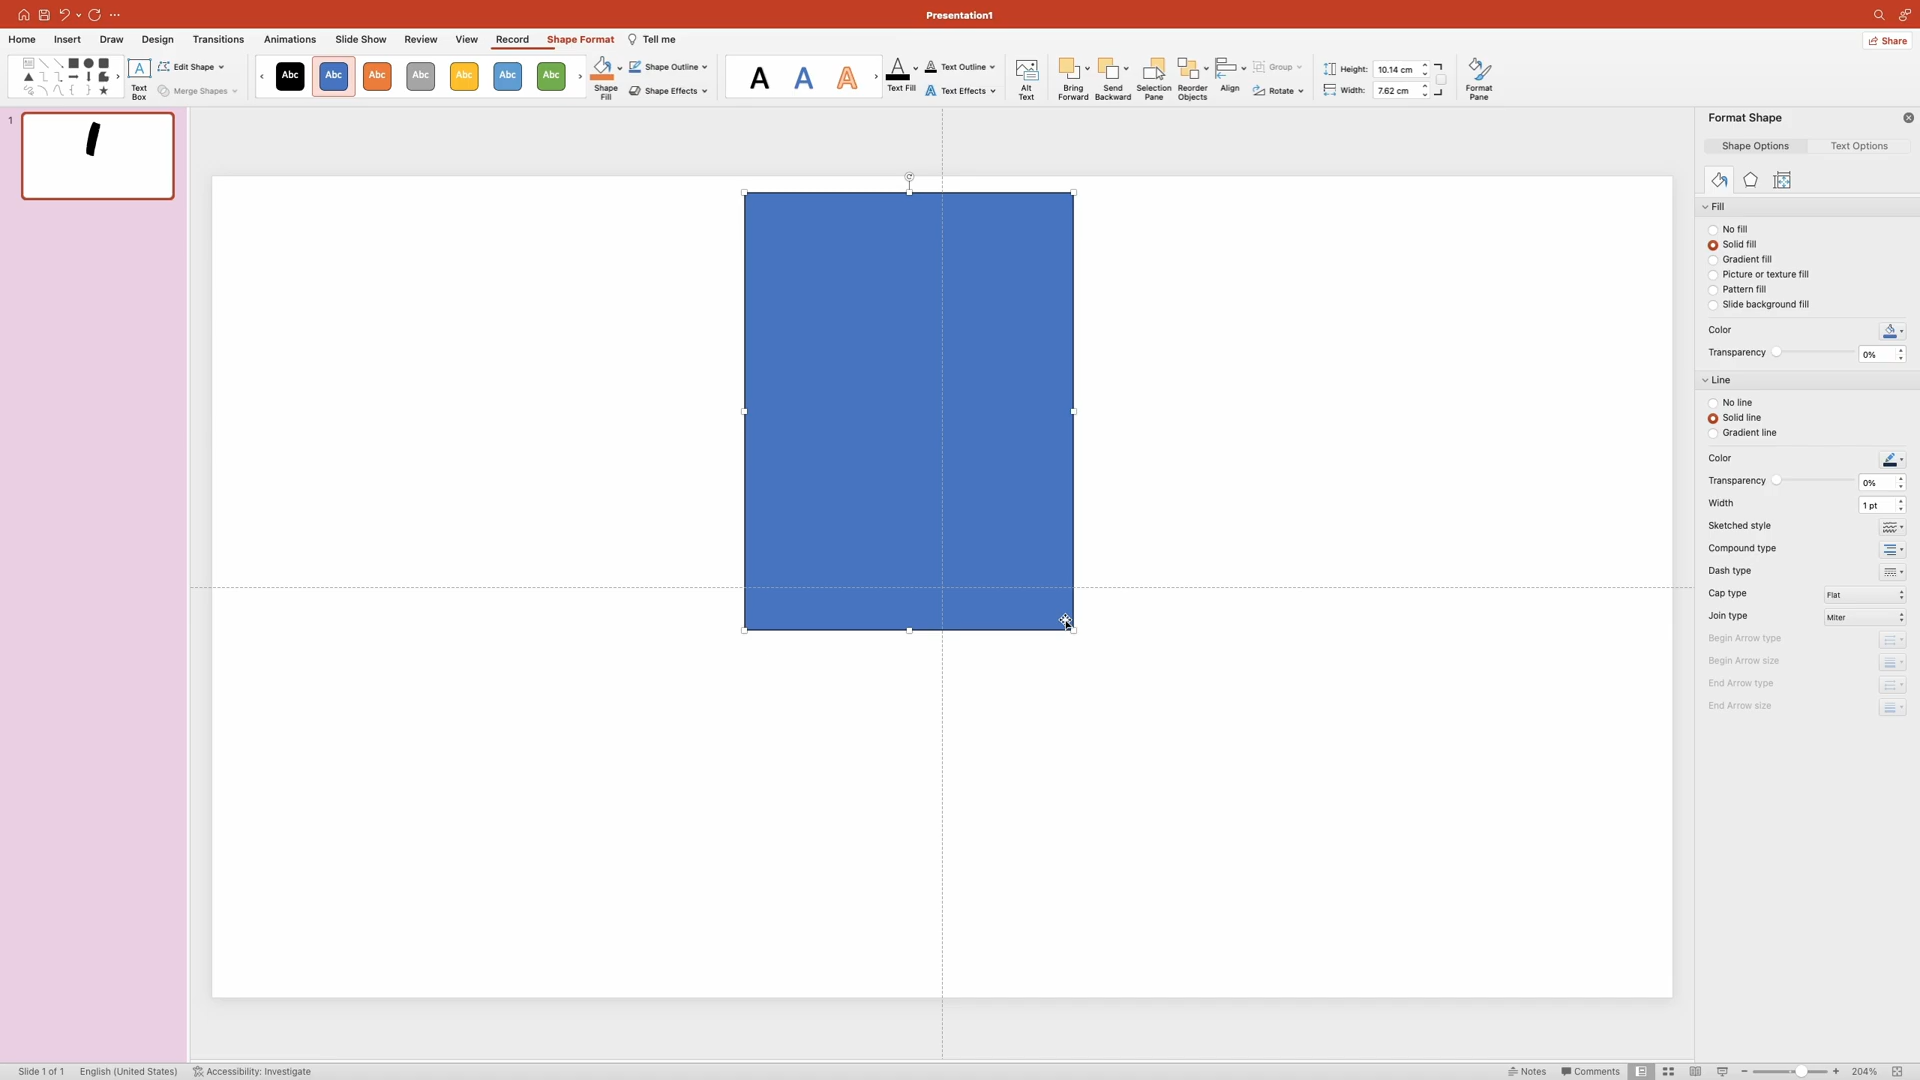 Presentation1
Home Insert Draw Design Transitions Animations Slide Show Review View Record Shape Format Tell me
Share
A
Text
Box
Edit Shape
Merge Shapes
Abc Abc Abc Abc Abc Abc Abc
Shape
Fill
Shape Outline
Shape Effects
A A A
Text Fill
Text Outline
Text Effects
Alt
Text
Bring
Forward
Send
Backward
Selection
Pane
Reorder
Objects
Align
Group
Rotate
Height: 10.14 cm
Width: 7.62 cm
Format
Pane
1
Format Shape
Shape Options Text Options
Fill
No fill
Solid fill
Gradient fill
Picture or texture fill
Pattern fill
Slide background fill
Color
Transparency 0%
Line
No line
Solid line
Gradient line
Color
Transparency 0%
Width 1 pt
Sketched style
Compound type
Dash type
Cap type Flat
Join type Miter
Begin Arrow type
Begin Arrow size
End Arrow type
End Arrow size
Slide 1 of 1 English (United States) Accessibility: Investigate Notes Comments 204%